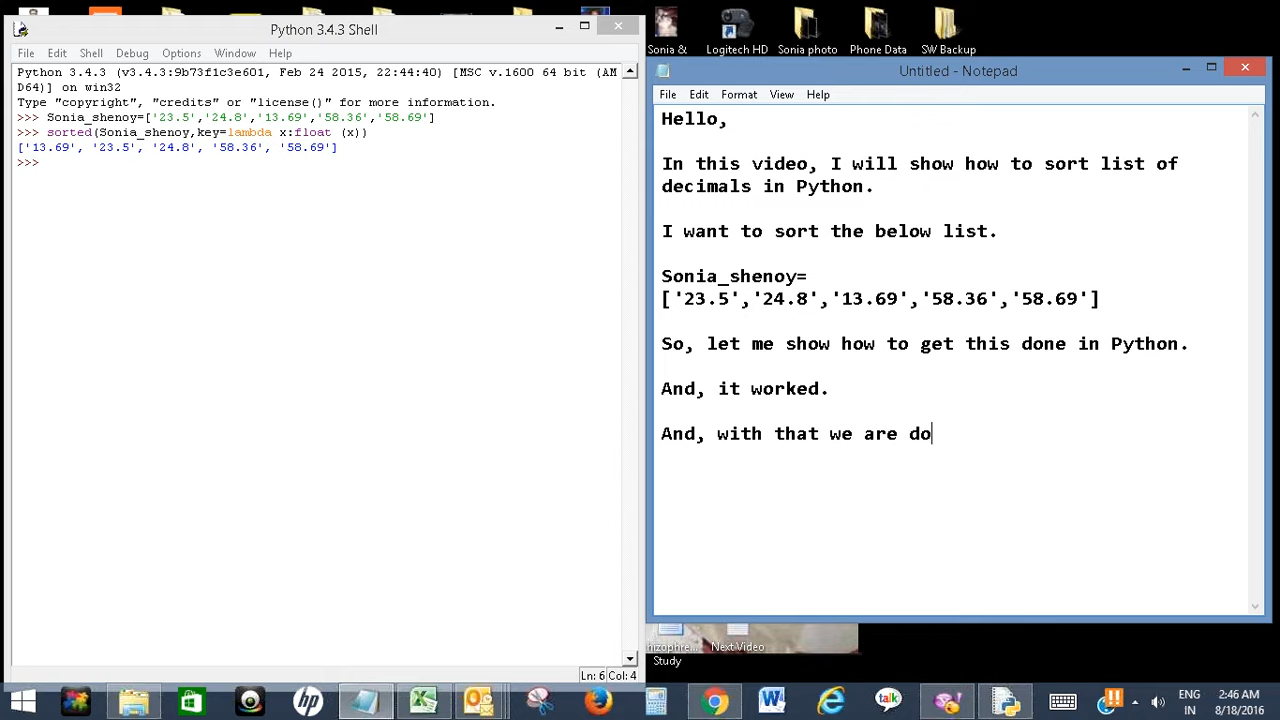 Python 3.4.3 Shell
File Edit Shell Debug Options Window Help
Python 3.4.3 (v3.4.3:9b73f1c3e601, Feb 24 2015, 22:44:40) [MSC v.1600 64 bit (AM
D64)] on win32
Type "copyright", "credits" or "license()" for more information.
>>> Sonia_shenoy=['23.5','24.8','13.69','58.36','58.69']
>>> sorted(Sonia_shenoy,key=lambda x:float (x))
['13.69', '23.5', '24.8', '58.36', '58.69']
>>>
Ln: 6 Col: 4
Sonia & Logitech HD Sonia photo Phone Data SW Backup
Untitled - Notepad
File Edit Format View Help
Hello,
In this video, I will show how to sort list of
decimals in Python.
I want to sort the below list.
Sonia_shenoy=
['23.5','24.8','13.69','58.36','58.69']
So, let me show how to get this done in Python.
And, it worked.
And, with that we are do
hizophre... Next Video
Study
hp
talk
ENG
IN
2:46 AM
8/18/2016